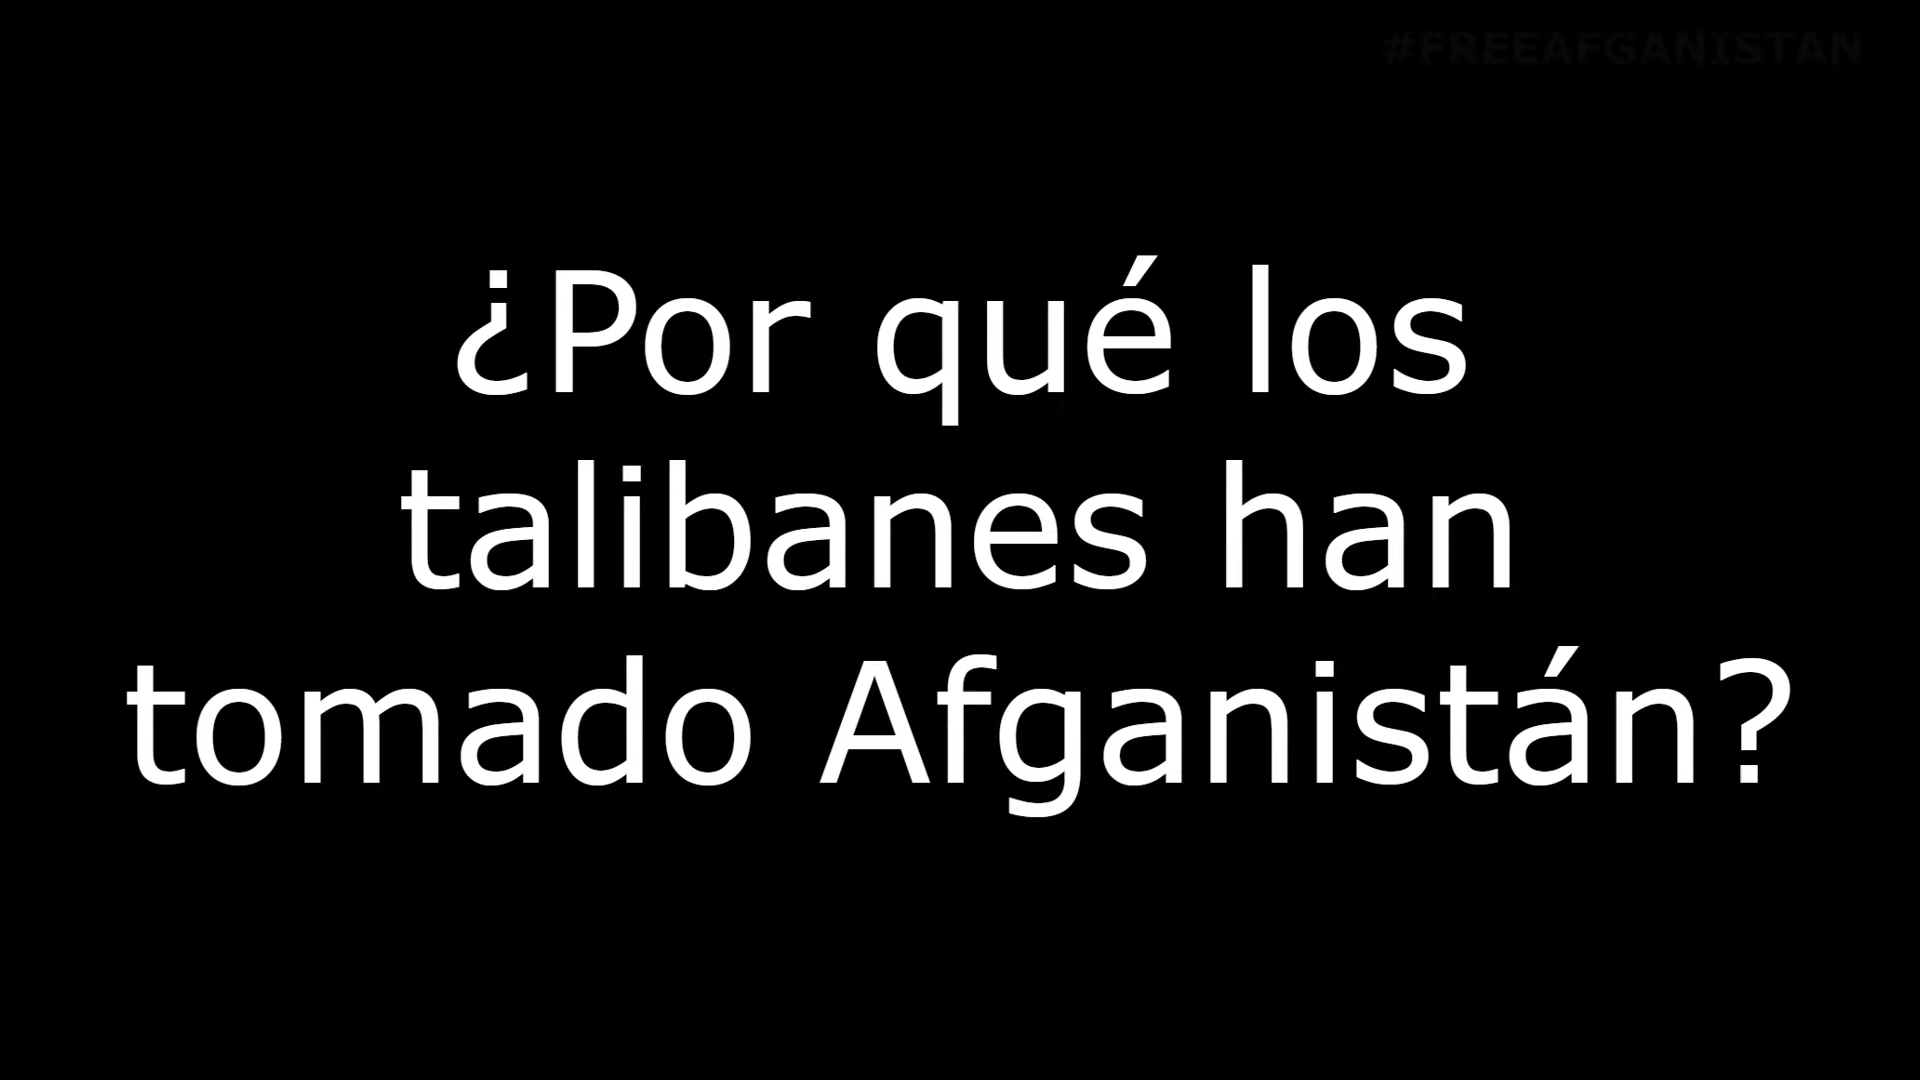 #FREEAFGANISTAN
¿Por qué los
talibanes han
tomado Afganistán?